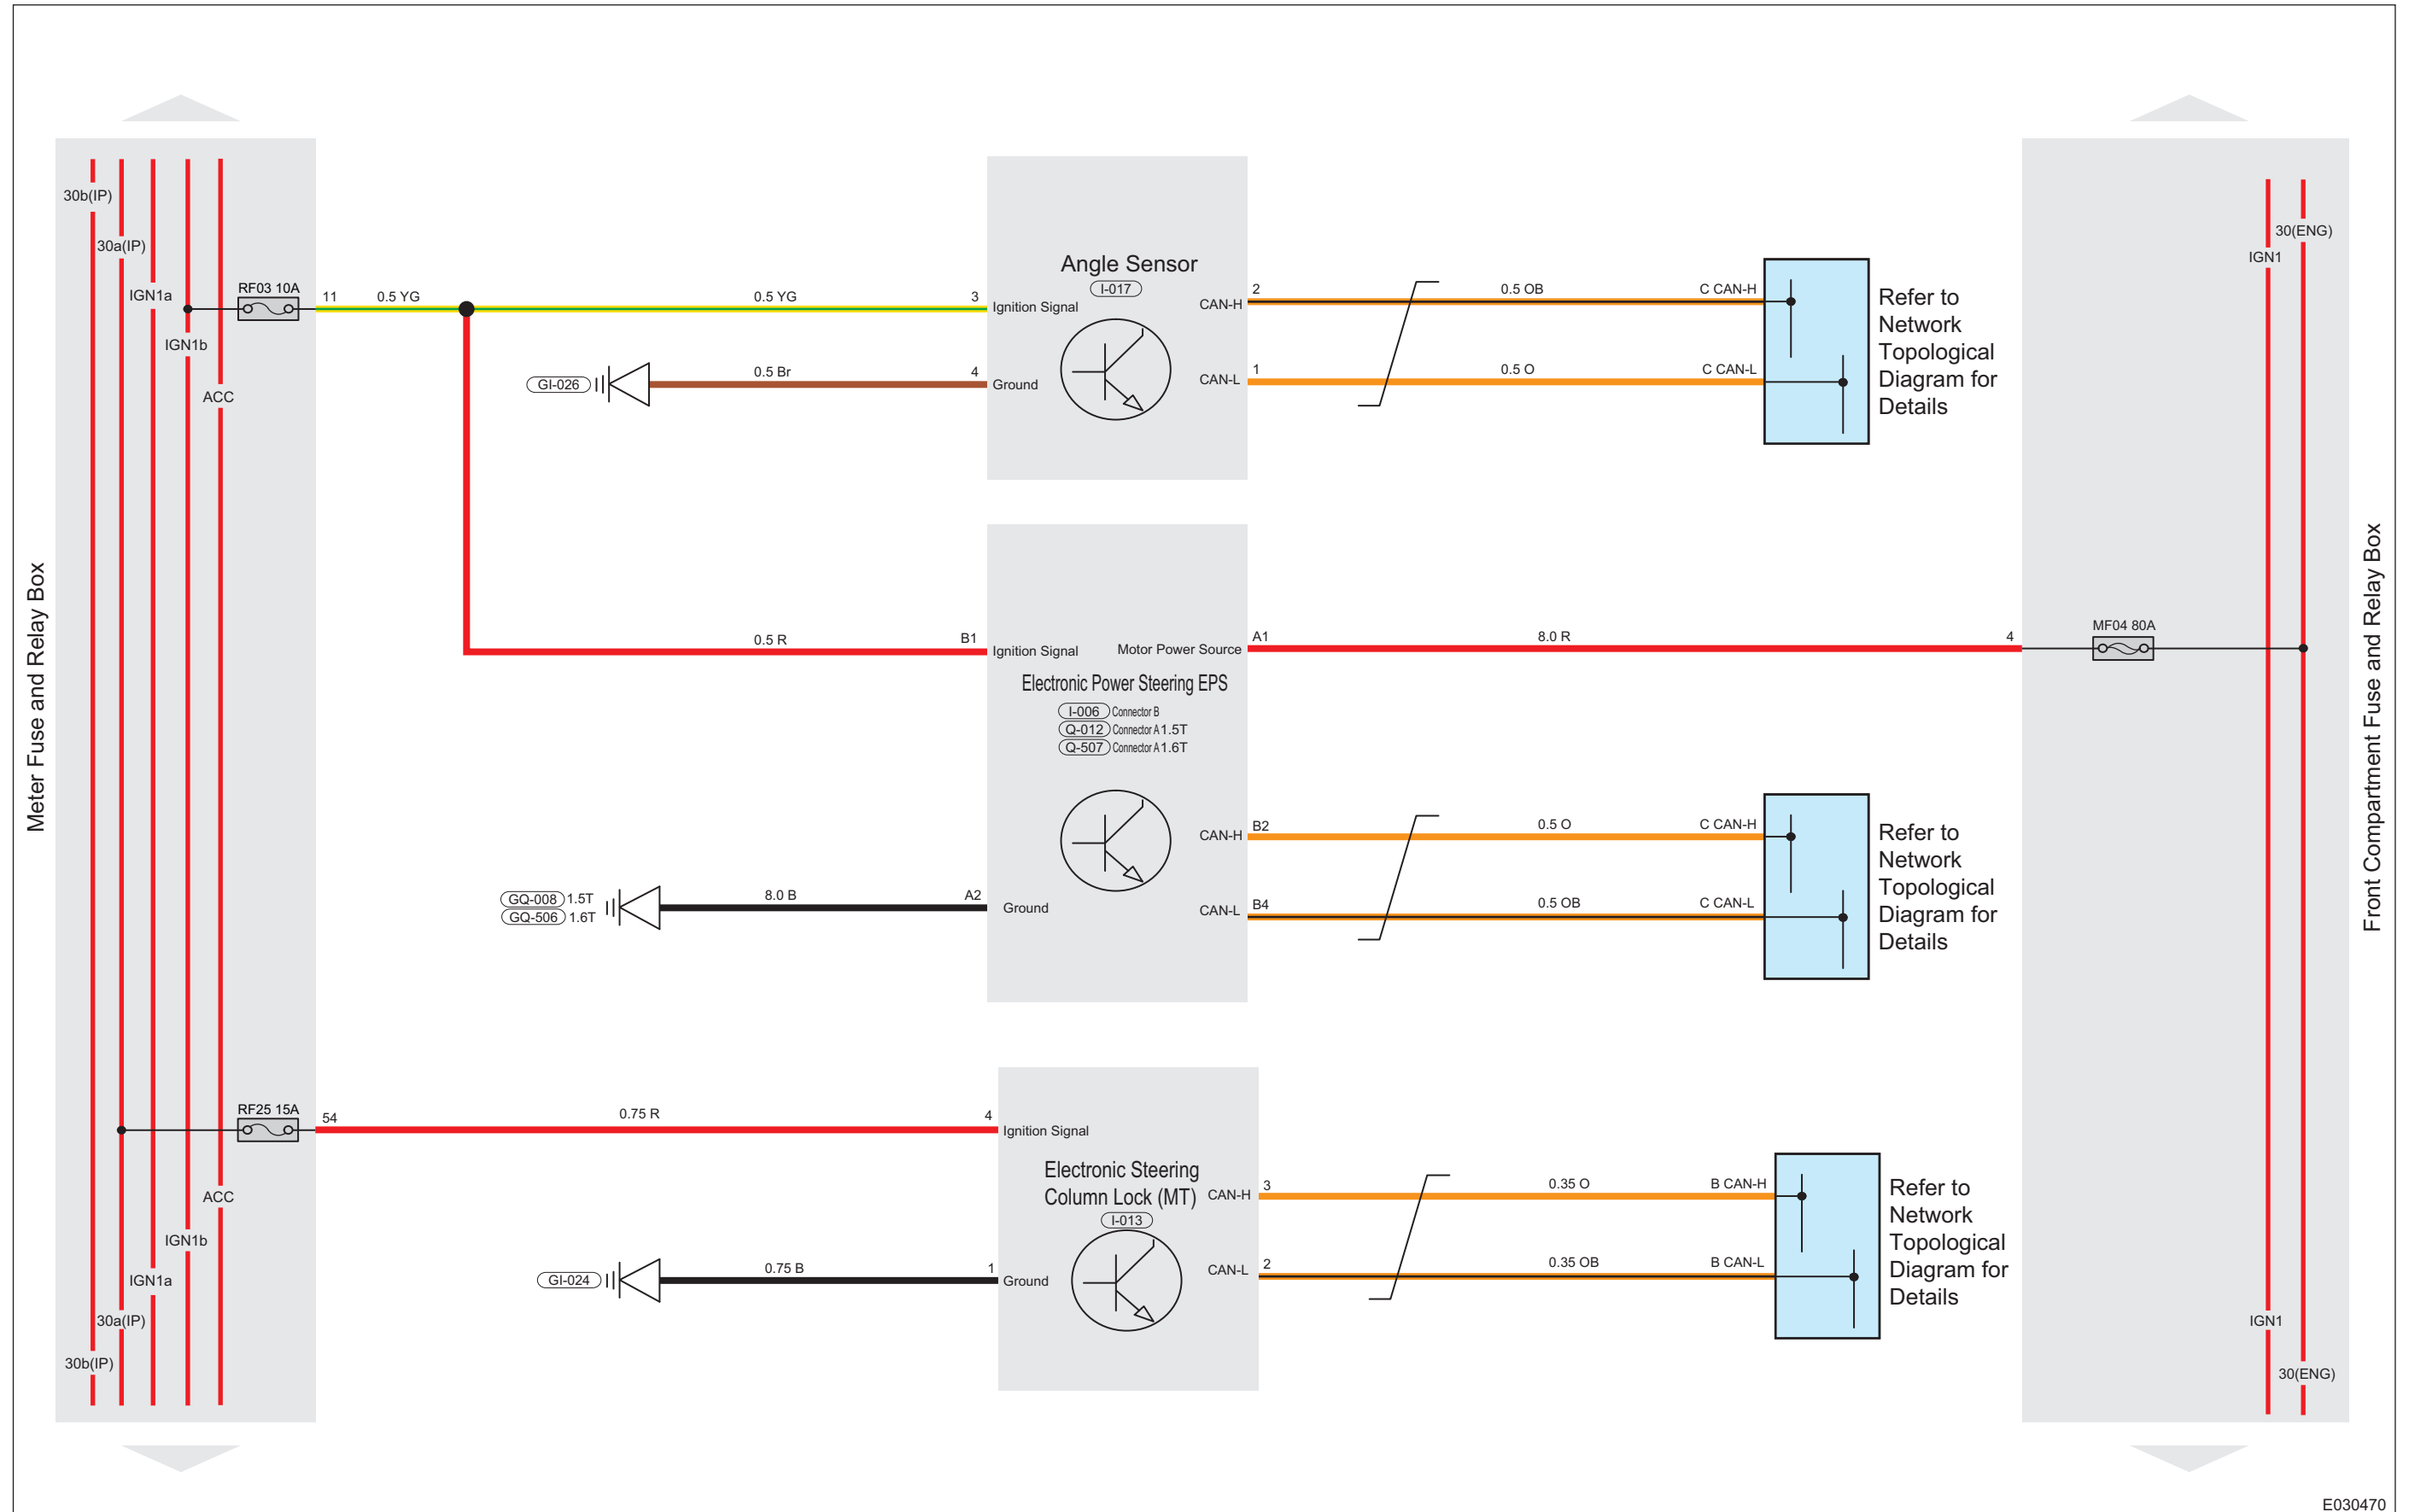 Meter Fuse and Relay Box
30b(IP)
30a(IP)
IGN1a
IGN1b
ACC
RF03 10A
11
0.5 YG
0.5 YG
3
Ignition Signal
GI-026
0.5 Br
4
Ground
Angle Sensor
I-017
CAN-H
2
0.5 OB
C CAN-H
CAN-L
1
0.5 O
C CAN-L
Refer to
Network
Topological
Diagram for
Details
0.5 R
B1
Ignition Signal
Motor Power Source
A1
8.0 R
4
MF04 80A
Electronic Power Steering EPS
I-006 Connector B
Q-012 Connector A 1.5T
Q-507 Connector A 1.6T
GQ-008 1.5T
GQ-506 1.6T
8.0 B
A2
Ground
CAN-H
B2
0.5 O
C CAN-H
CAN-L
B4
0.5 OB
C CAN-L
Refer to
Network
Topological
Diagram for
Details
RF25 15A
54
0.75 R
4
Ignition Signal
Electronic Steering
Column Lock (MT)
I-013
CAN-H
3
0.35 O
B CAN-H
GI-024
0.75 B
1
Ground
CAN-L
2
0.35 OB
B CAN-L
Refer to
Network
Topological
Diagram for
Details
ACC
IGN1b
IGN1a
30a(IP)
30b(IP)
30(ENG)
IGN1
Front Compartment Fuse and Relay Box
IGN1
30(ENG)
E030470